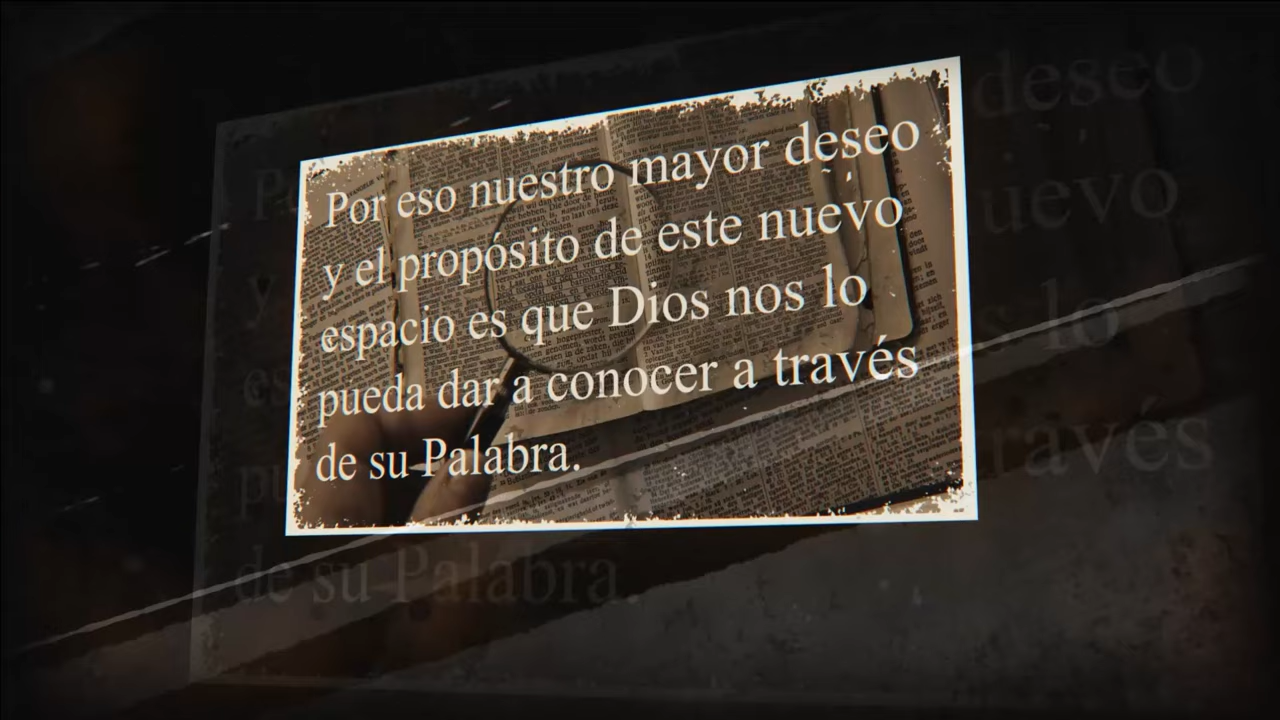 Por eso nuestro mayor deseo
y el propósito de este nuevo
espacio es que Dios nos lo
pueda dar a conocer a través
de su Palabra.